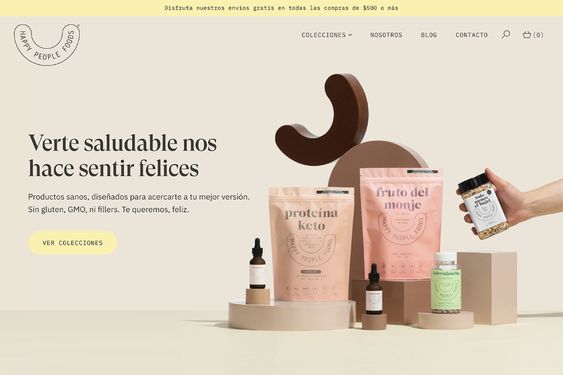 Disfruta nuestros envíos gratis en todas las compras de $500 o más
HAPPY PEOPLE FOODS
COLECCIONES
NOSOTROS
BLOG
CONTACTO
(0)
Verte saludable nos
hace sentir felices
Productos sanos, diseñados para acercarte a tu mejor versión.
Sin gluten, GMO, ni fillers. Te queremos, feliz.
VER COLECCIONES
proteína
keto
HAPPY PEOPLE FOODS
fruto del
monje
HAPPY PEOPLE FOODS